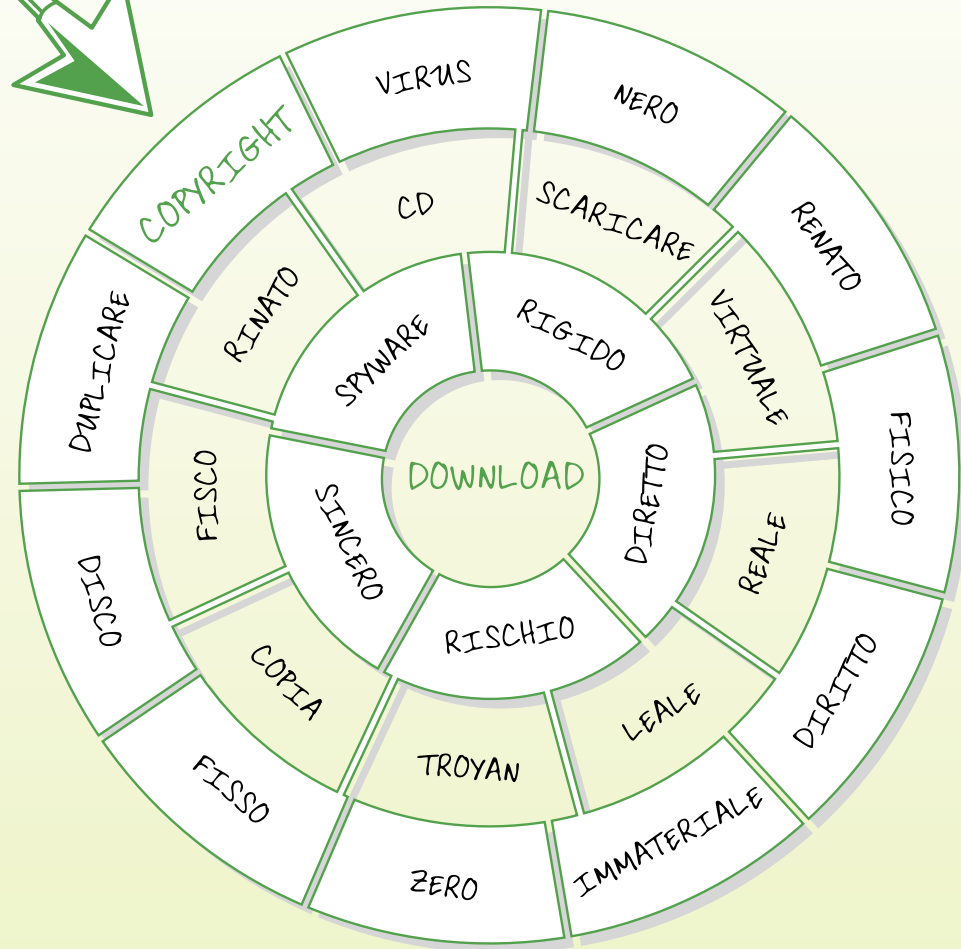 COPYRIGHT
VIRUS
NERO
RENATO
FISICO
DIRITTO
IMMATERIALE
ZERO
FISSO
DISCO
DUPLICARE
RINATO
CD
SCARICARE
VIRTUALE
REALE
LEALE
TROYAN
COPIA
FISCO
SPYWARE
RIGIDO
DIRETTO
RISCHIO
SINCERO
DOWNLOAD